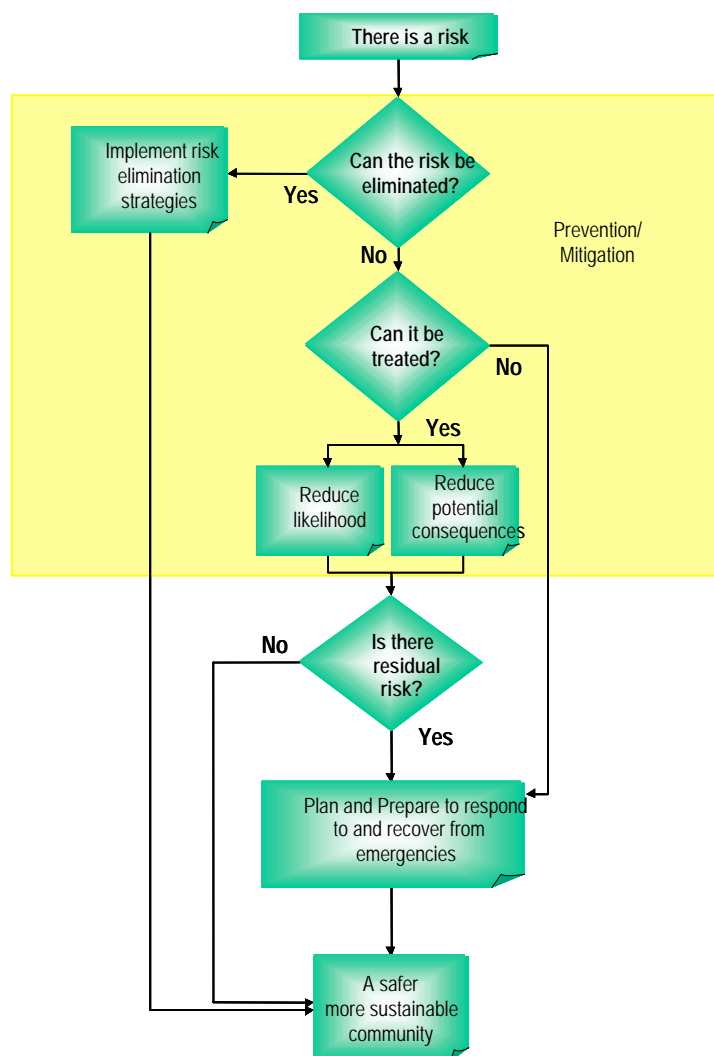 There is a risk
Implement risk
elimination
strategies
Can the risk be
eliminated?
Yes
Prevention/
Mitigation
No
Can it be
treated?
No
Yes
Reduce
likelihood
Reduce
potential
consequences
No
Is there
residual
risk?
Yes
Plan and Prepare to respond
to and recover from
emergencies
A safer
more sustainable
community